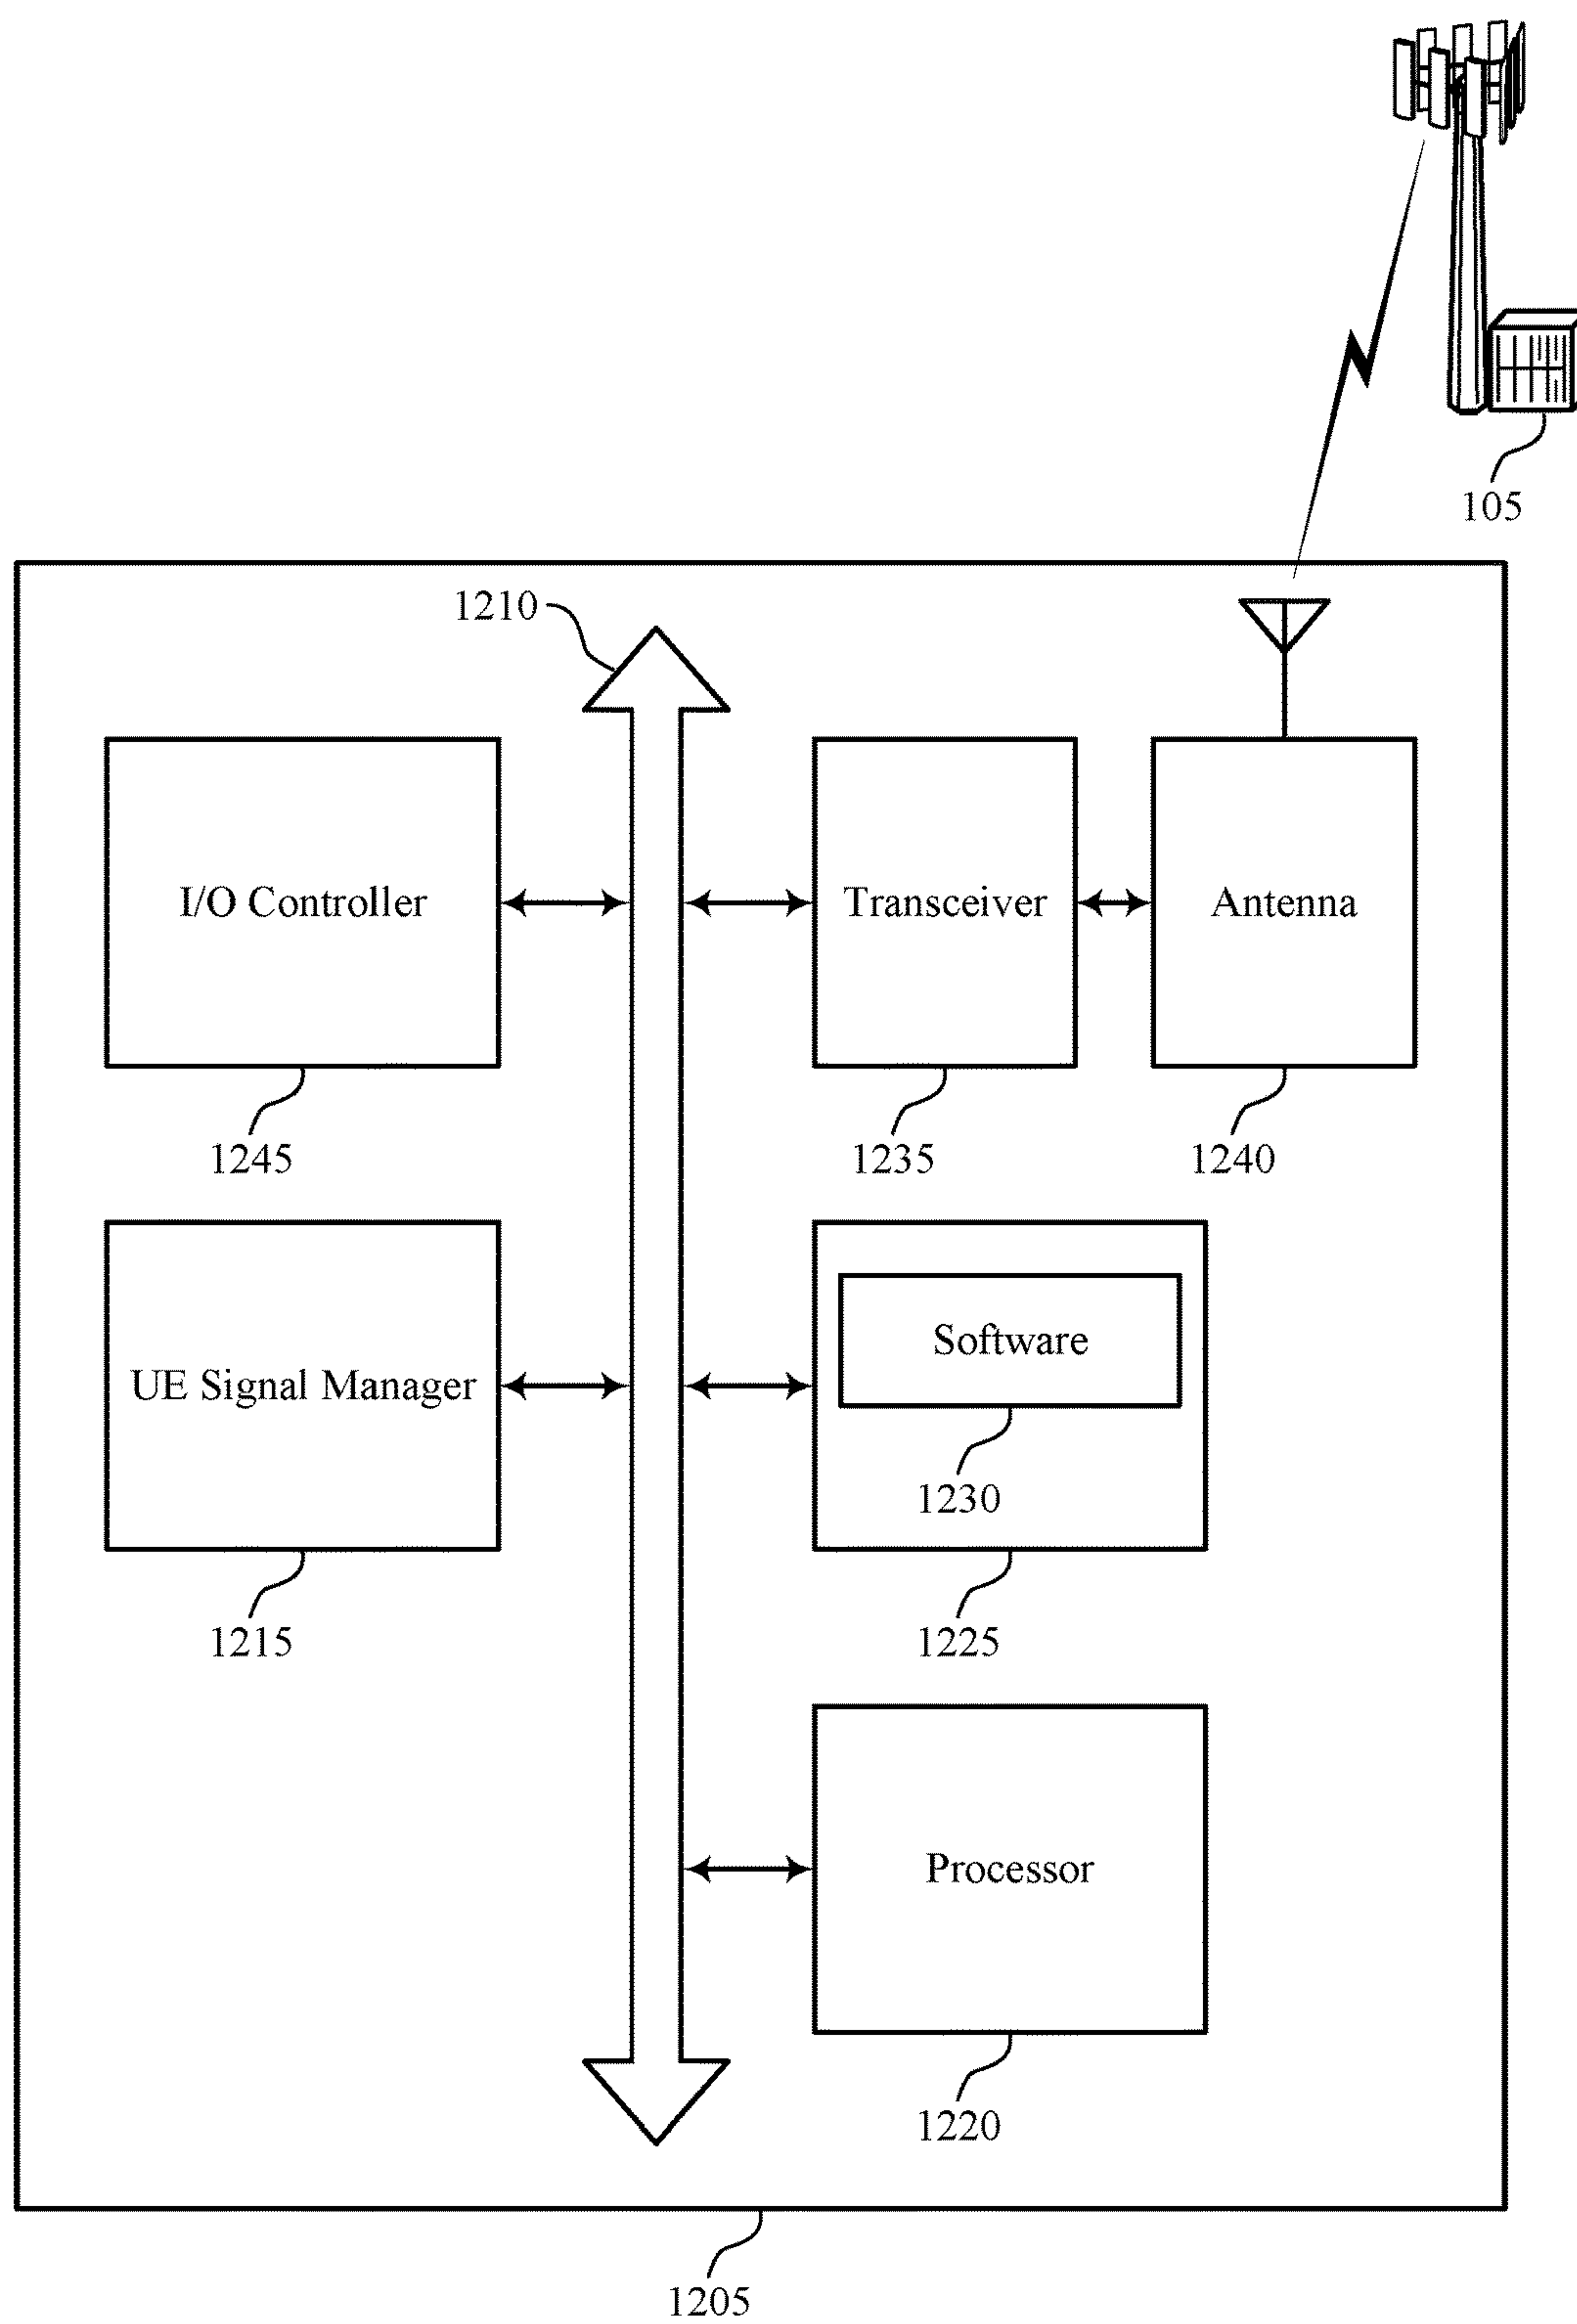 105
1210
I/O Controller
Transceiver
Antenna
1245
1235
1240
UE Signal Manager
Software
1230
1215
1225
Processor
1220
1205